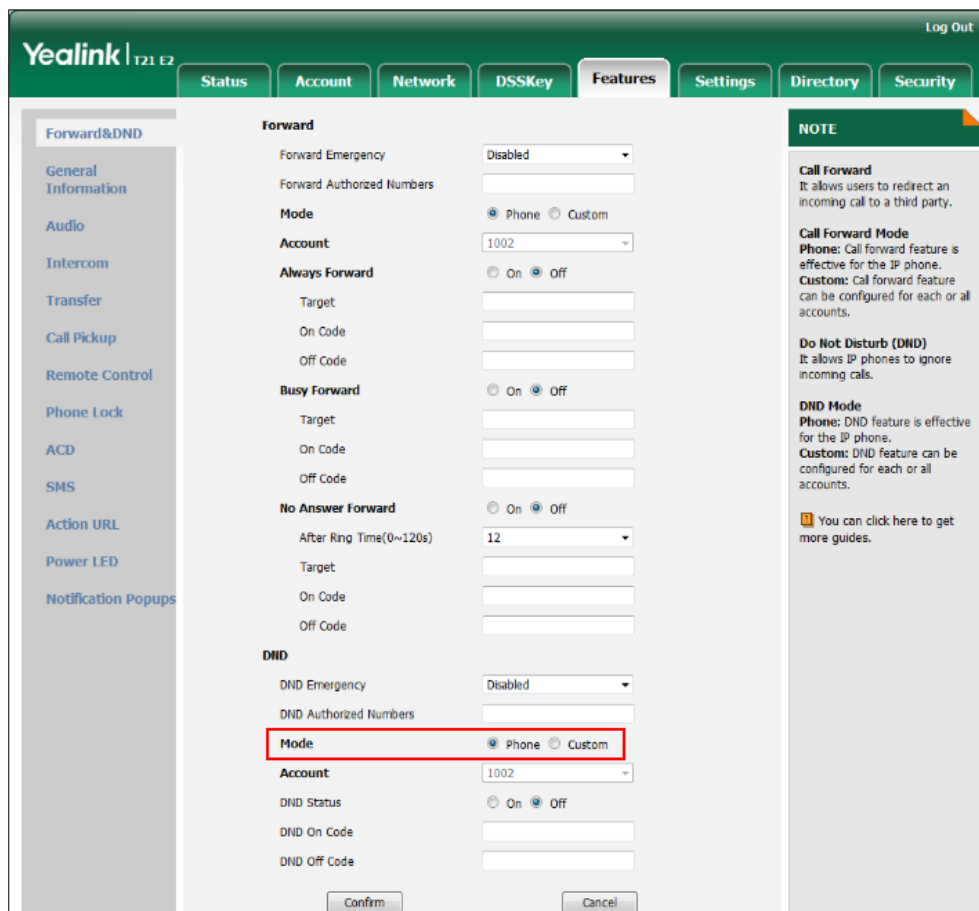 Log Out
Yealink T21 E2
Status Account Network DSSKey Features Settings Directory Security
Forward&DND
General
Information
Audio
Intercom
Transfer
Call Pickup
Remote Control
Phone Lock
ACD
SMS
Action URL
Power LED
Notification Popups
Forward
Forward Emergency Disabled
Forward Authorized Numbers
Mode Phone Custom
Account 1002
Always Forward On Off
Target
On Code
Off Code
Busy Forward On Off
Target
On Code
Off Code
No Answer Forward On Off
After Ring Time(0~120s) 12
Target
On Code
Off Code
DND
DND Emergency Disabled
DND Authorized Numbers
Mode Phone Custom
Account 1002
DND Status On Off
DND On Code
DND Off Code
Confirm Cancel
NOTE
Call Forward
It allows users to redirect an
incoming call to a third party.
Call Forward Mode
Phone: Call forward feature is
effective for the IP phone.
Custom: Call forward feature
can be configured for each or all
accounts.
Do Not Disturb (DND)
It allows IP phones to ignore
incoming calls.
DND Mode
Phone: DND feature is effective
for the IP phone.
Custom: DND feature can be
configured for each or all
accounts.
You can click here to get
more guides.